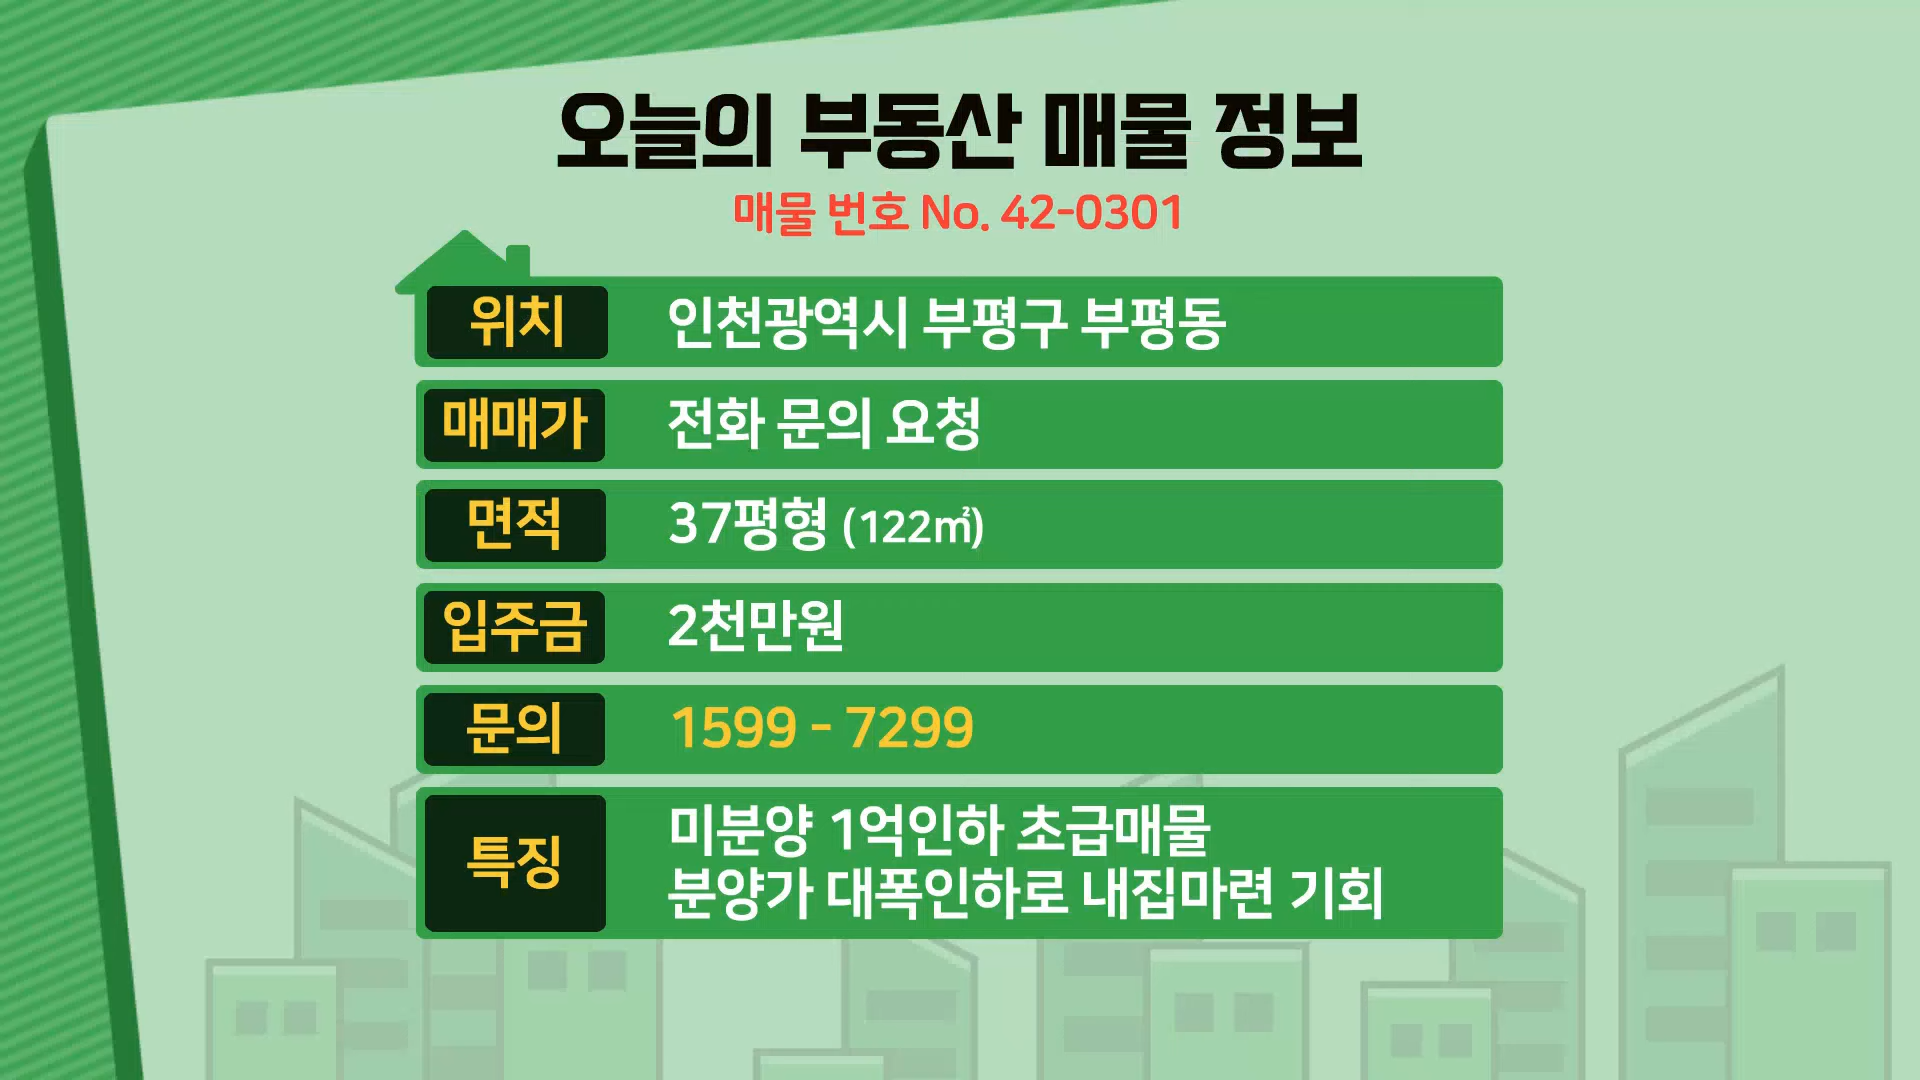 오늘의 부동산 매물 정보
매물 번호 No. 42-0301
위치 인천광역시 부평구 부평동
매매가 전화 문의 요청
면적 37평형 (122㎡)
입주금 2천만원
문의 1599 - 7299
특징 미분양 1억인하 초급매물
분양가 대폭인하로 내집마련 기회